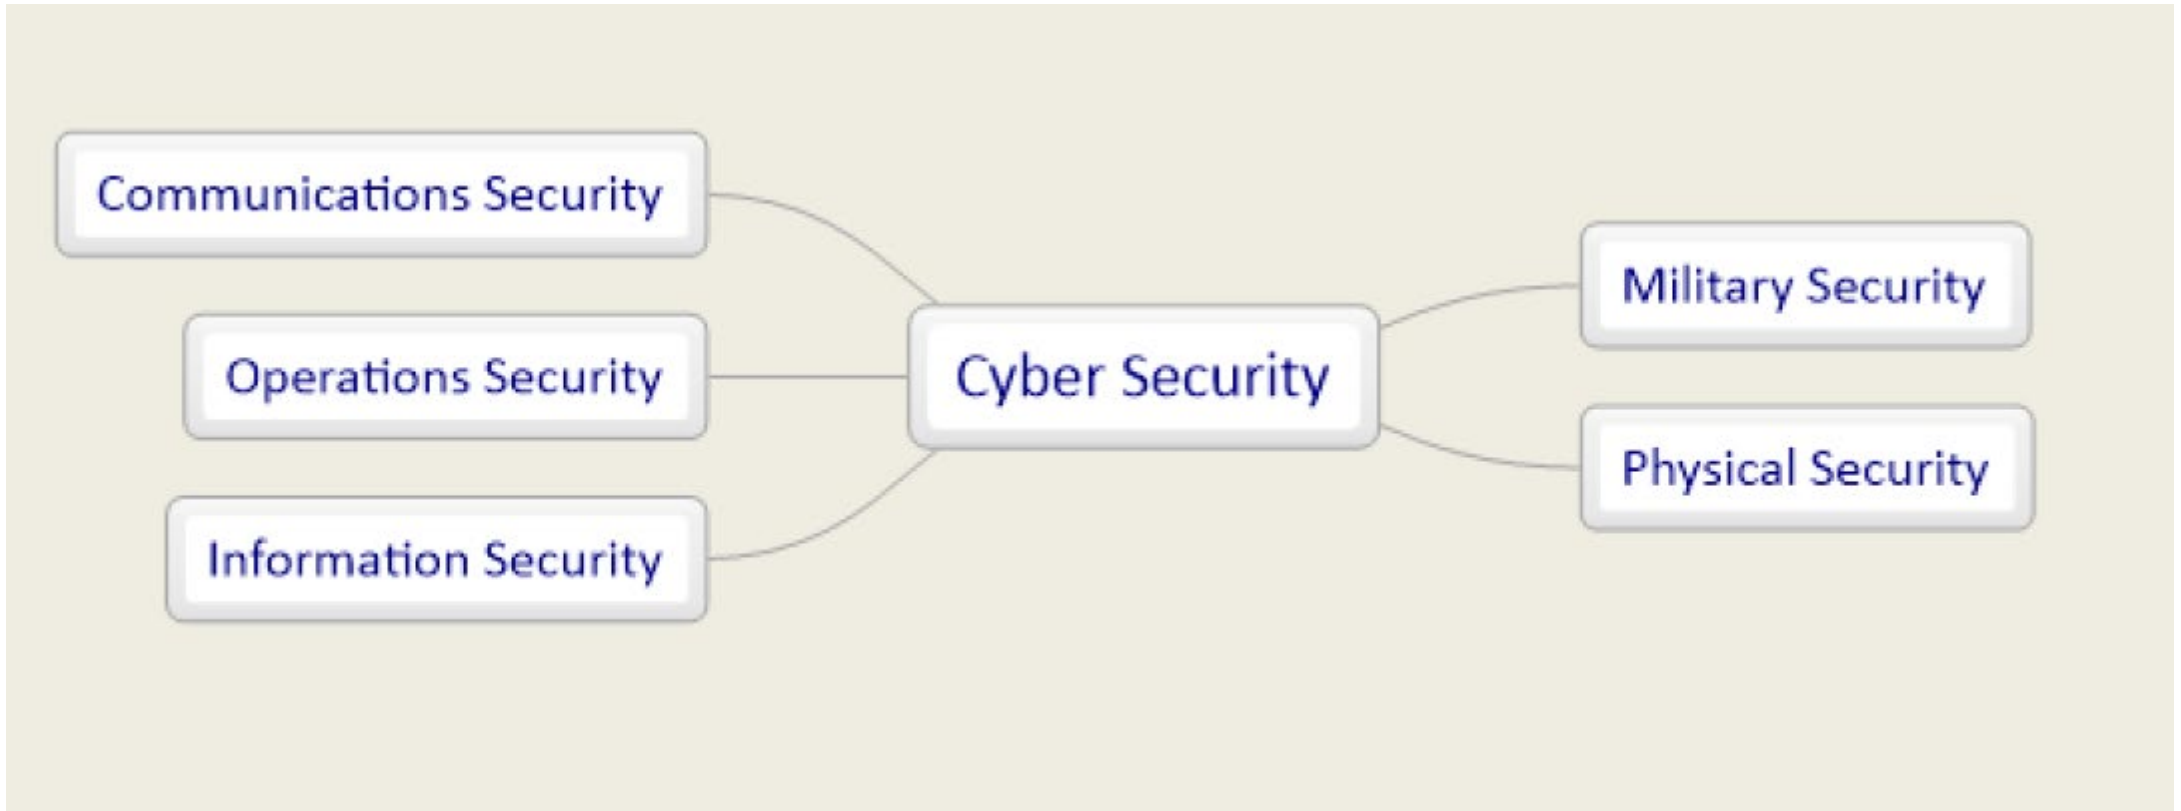 Communications Security
Operations Security
Information Security
Cyber Security
Military Security
Physical Security